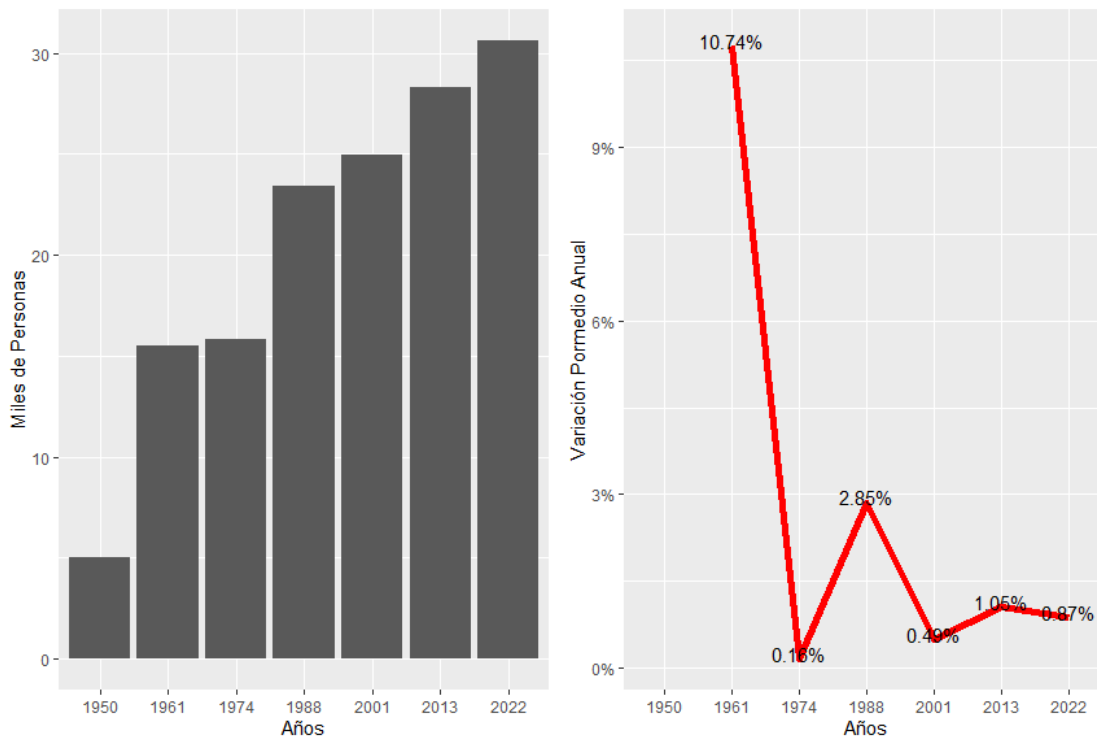 Miles de Personas
30
20
10
0
1950 1961 1974 1988 2001 2013 2022
Años
Variación Pormedio Anual
9%
6%
3%
0%
10.74%
0.16%
2.85%
0.49%
1.05%
0.87%
1950 1961 1974 1988 2001 2013 2022
Años